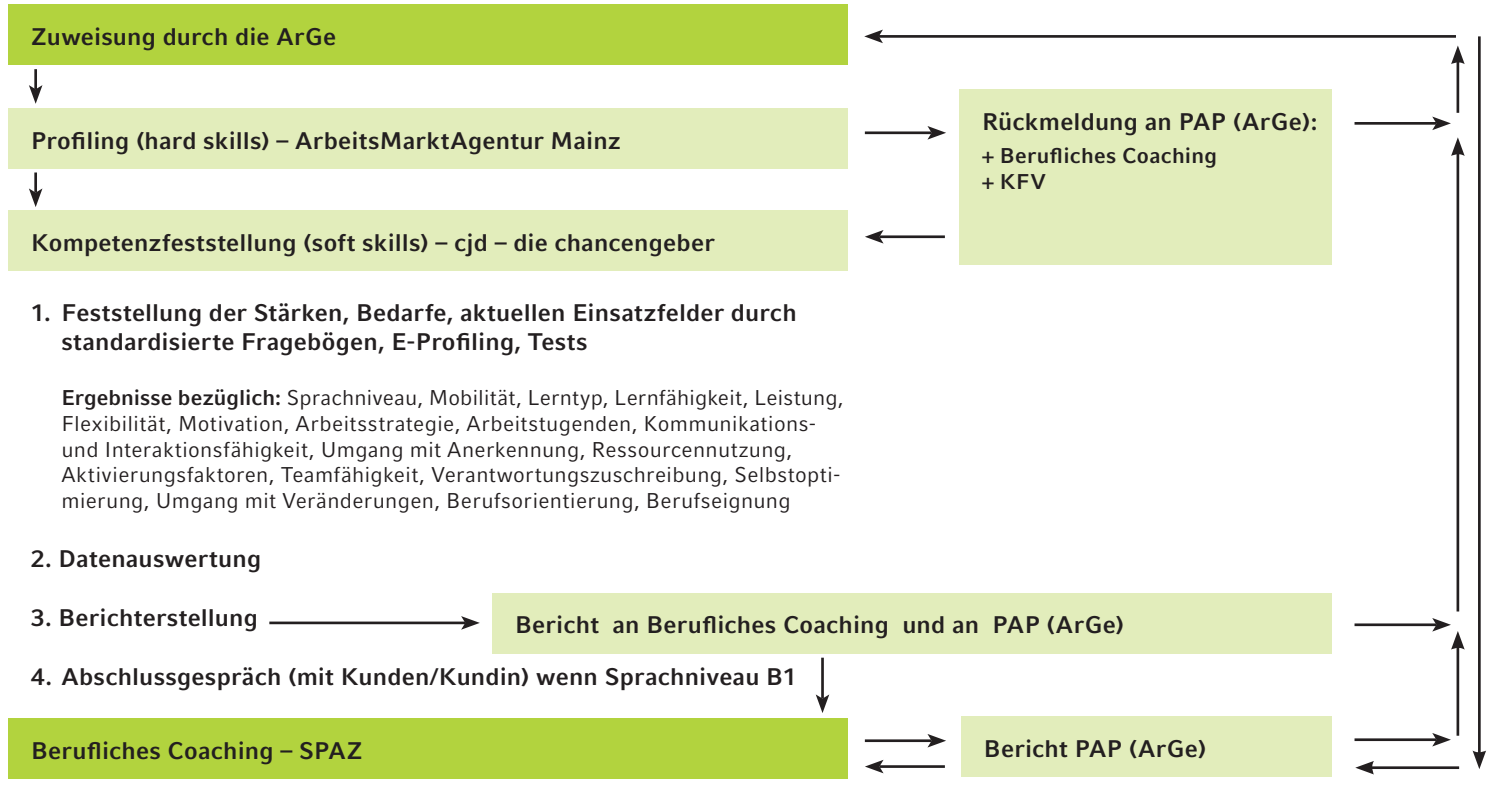 Zuweisung durch die ArGe
Profiling (hard skills) – ArbeitsMarktAgentur Mainz
Rückmeldung an PAP (ArGe):
+ Berufliches Coaching
+ KFV
Kompetenzfeststellung (soft skills) – cjd – die chancengeber
1. Feststellung der Stärken, Bedarfe, aktuellen Einsatzfelder durch
standardisierte Fragebögen, E-Profiling, Tests
Ergebnisse bezüglich: Sprachniveau, Mobilität, Lerntyp, Lernfähigkeit, Leistung,
Flexibilität, Motivation, Arbeitsstrategie, Arbeitstugenden, Kommunikations-
und Interaktionsfähigkeit, Umgang mit Anerkennung, Ressourcennutzung,
Aktivierungsfaktoren, Teamfähigkeit, Verantwortungszuschreibung, Selbstopti-
mierung, Umgang mit Veränderungen, Berufsorientierung, Berufseignung
2. Datenauswertung
3. Berichterstellung
Bericht an Berufliches Coaching und an PAP (ArGe)
4. Abschlussgespräch (mit Kunden/Kundin) wenn Sprachniveau B1
Berufliches Coaching – SPAZ
Bericht PAP (ArGe)